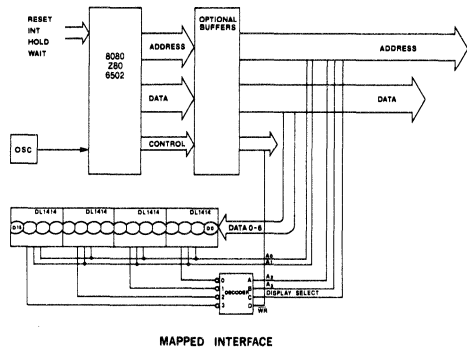 RESET
INT
HOLD
WAIT
8080
Z80
6502
OSC
ADDRESS
DATA
CONTROL
OPTIONAL
BUFFERS
ADDRESS
DATA
DL1414
DL1414
DL1414
DL1414
D15
D0
DATA 0-6
A0
A1
0
1
2
3
DECODER
A
B
C
D
A2
A3
DISPLAY SELECT
WR
MAPPED INTERFACE